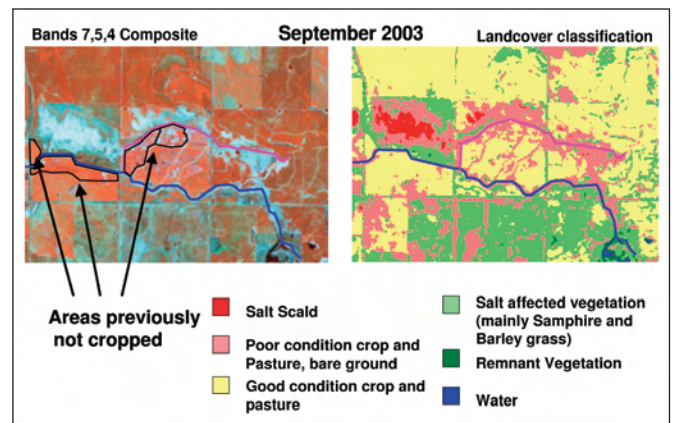 September 2003
Bands 7,5,4 Composite
Landcover classification
Areas previously
not cropped
Salt Scald
Poor condition crop and
Pasture, bare ground
Good condition crop and
pasture
Salt affected vegetation
(mainly Samphire and
Barley grass)
Remnant Vegetation
Water